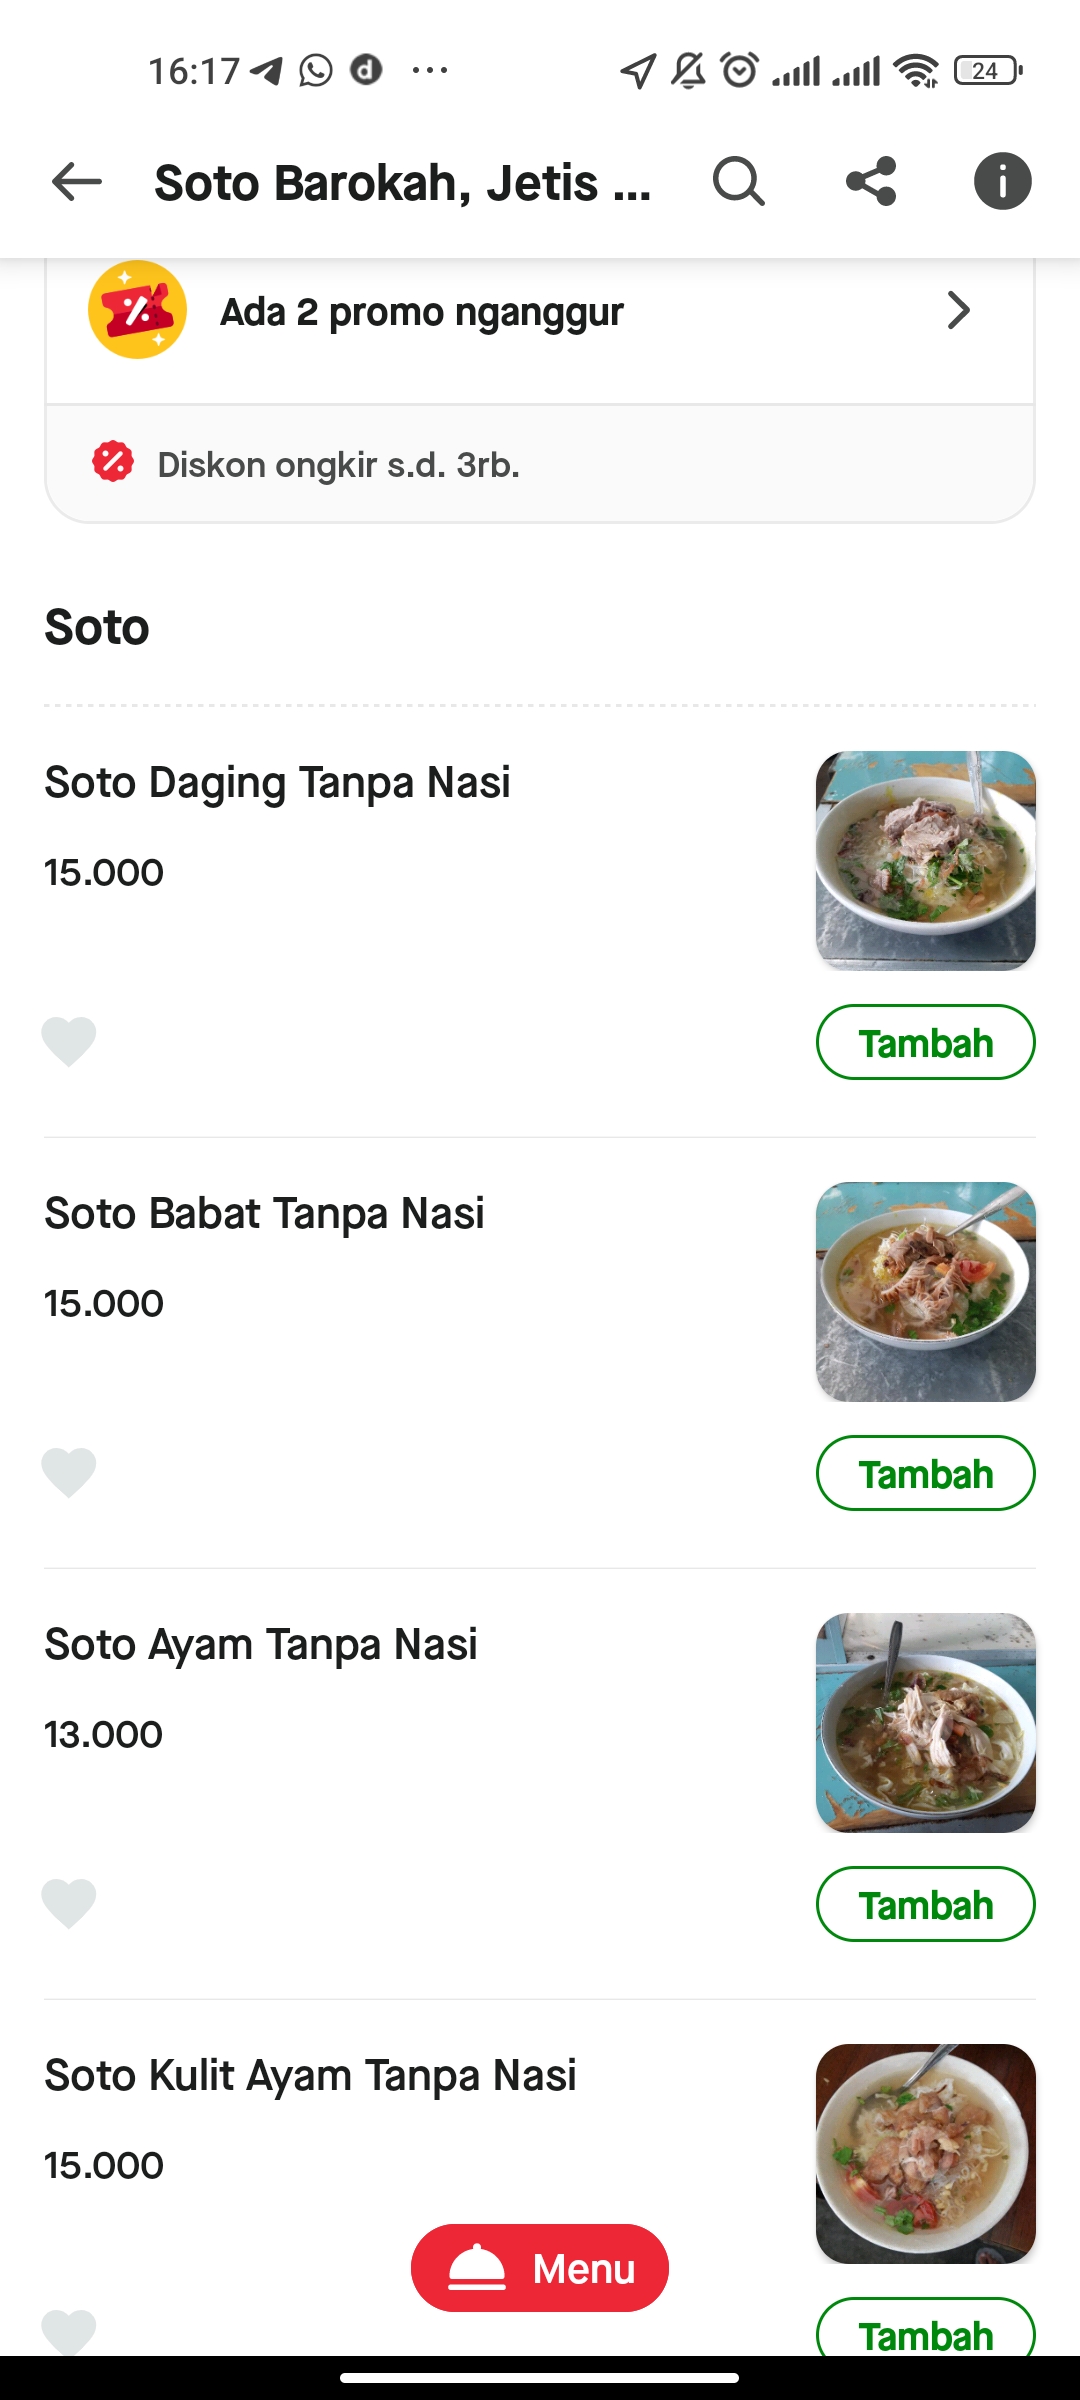 16:17
24
Soto Barokah, Jetis ...
Ada 2 promo nganggur
Diskon ongkir s.d. 3rb.
Soto
Soto Daging Tanpa Nasi
15.000
Tambah
Soto Babat Tanpa Nasi
15.000
Tambah
Soto Ayam Tanpa Nasi
13.000
Tambah
Soto Kulit Ayam Tanpa Nasi
15.000
Menu
Tambah